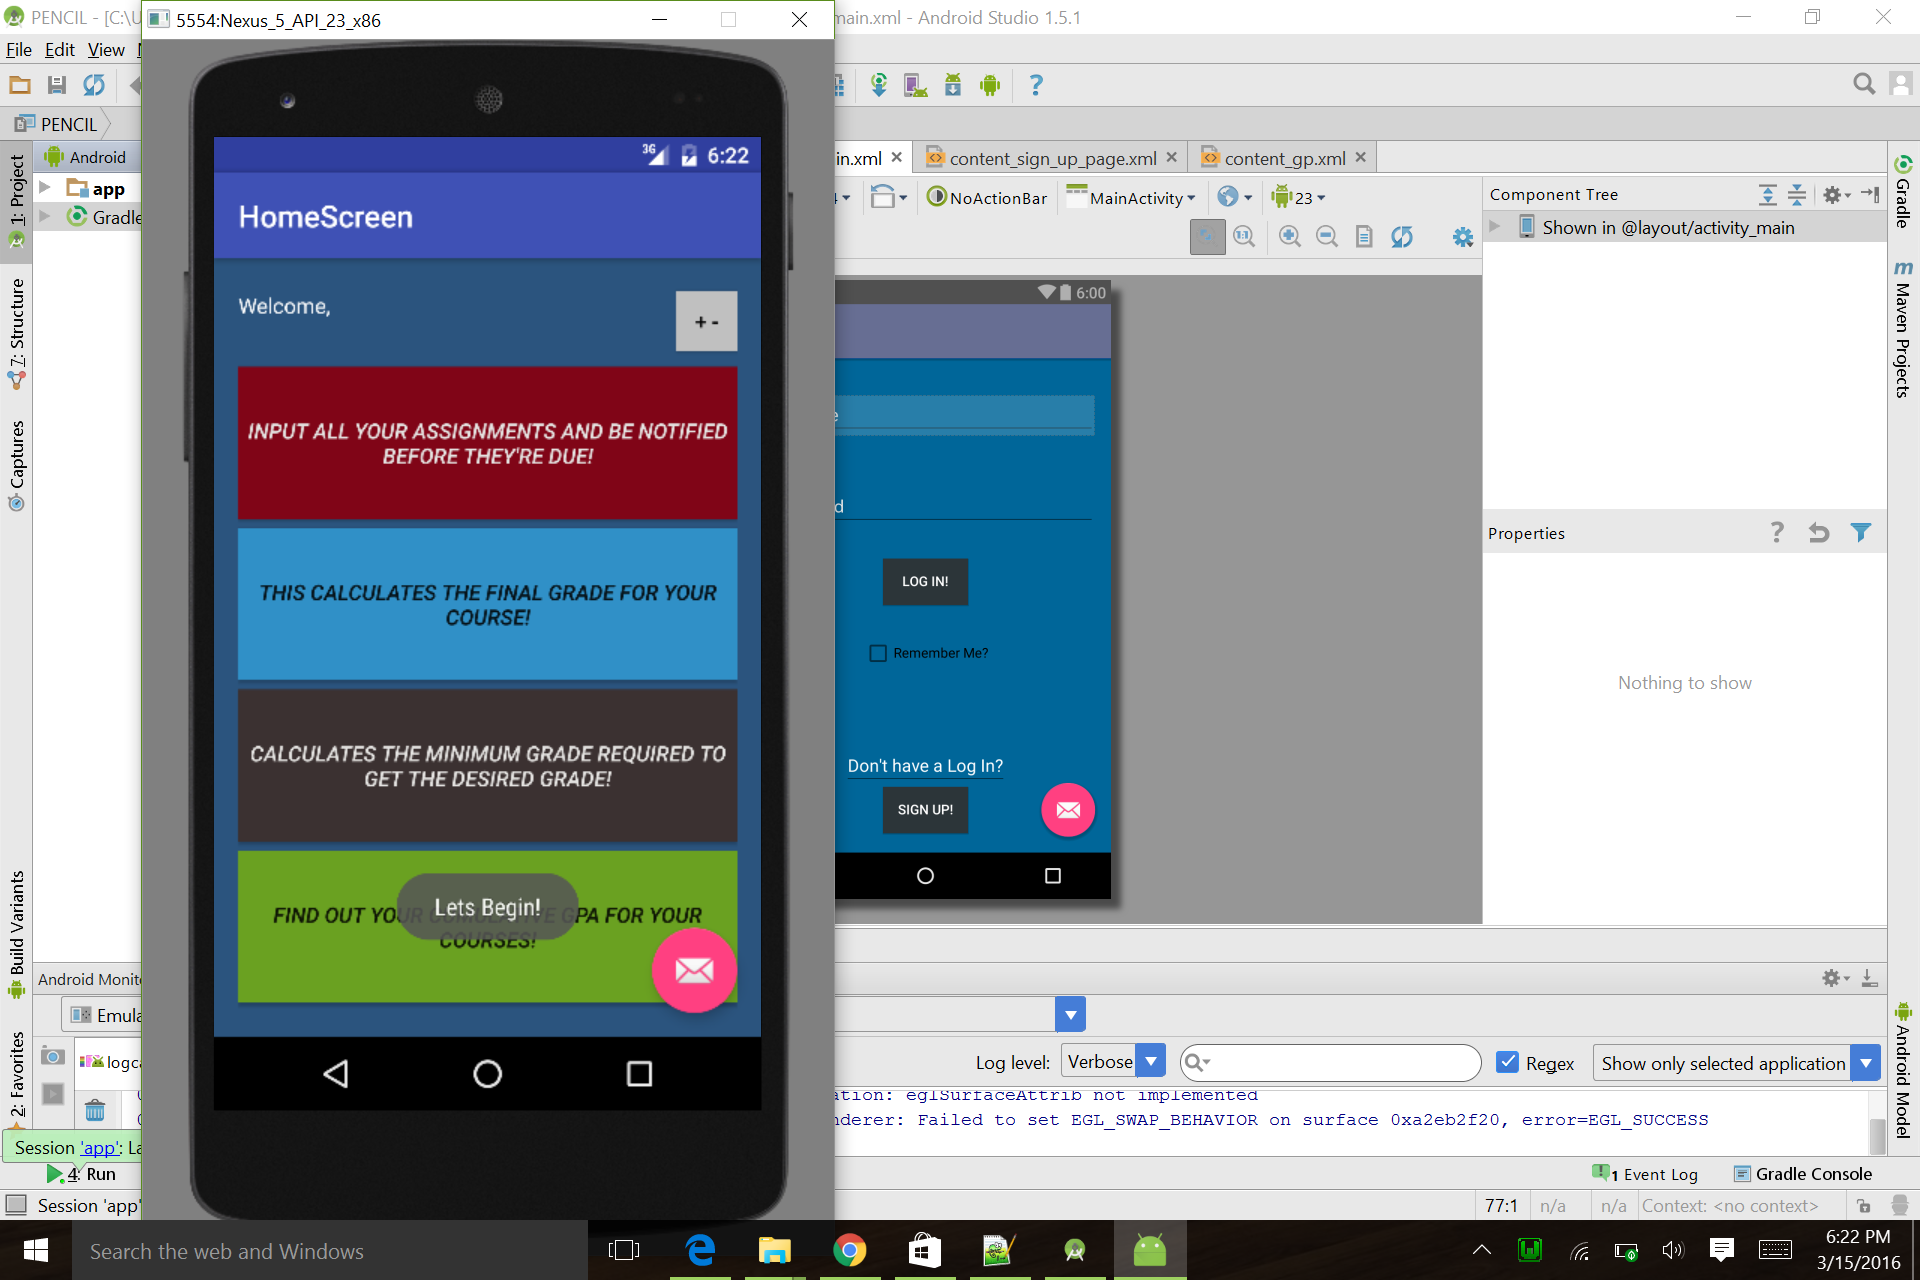 PENCIL - [C:\U
5554:Nexus_5_API_23_x86
main.xml - Android Studio 1.5.1
File Edit View
?
PENCIL
Android
in.xml
content_sign_up_page.xml
content_gp.xml
app
Gradle
1: Project
7: Structure
Captures
Build Variants
2: Favorites
NoActionBar
MainActivity
23
1:1
Component Tree
Shown in @layout/activity_main
Properties
?
Nothing to show
Gradle
m Maven Projects
Android Model
3G 6:22
HomeScreen
Welcome,
+ -
INPUT ALL YOUR ASSIGNMENTS AND BE NOTIFIED
BEFORE THEY'RE DUE!
THIS CALCULATES THE FINAL GRADE FOR YOUR
COURSE!
CALCULATES THE MINIMUM GRADE REQUIRED TO
GET THE DESIRED GRADE!
FIND OUT YOUR CUMULATIVE GPA FOR YOUR
COURSES!
Lets Begin!
6:00
e
d
LOG IN!
Remember Me?
Don't have a Log In?
SIGN UP!
Android Monit
Emula
logca
Log level: Verbose
Regex
Show only selected application
ation: eglSurfaceAttrib not implemented
nderer: Failed to set EGL_SWAP_BEHAVIOR on surface 0xa2eb2f20, error=EGL_SUCCESS
Session 'app': La
4: Run
1 Event Log
Gradle Console
Session 'app'
77:1 n/a n/a Context: <no context>
Search the web and Windows
6:22 PM
3/15/2016